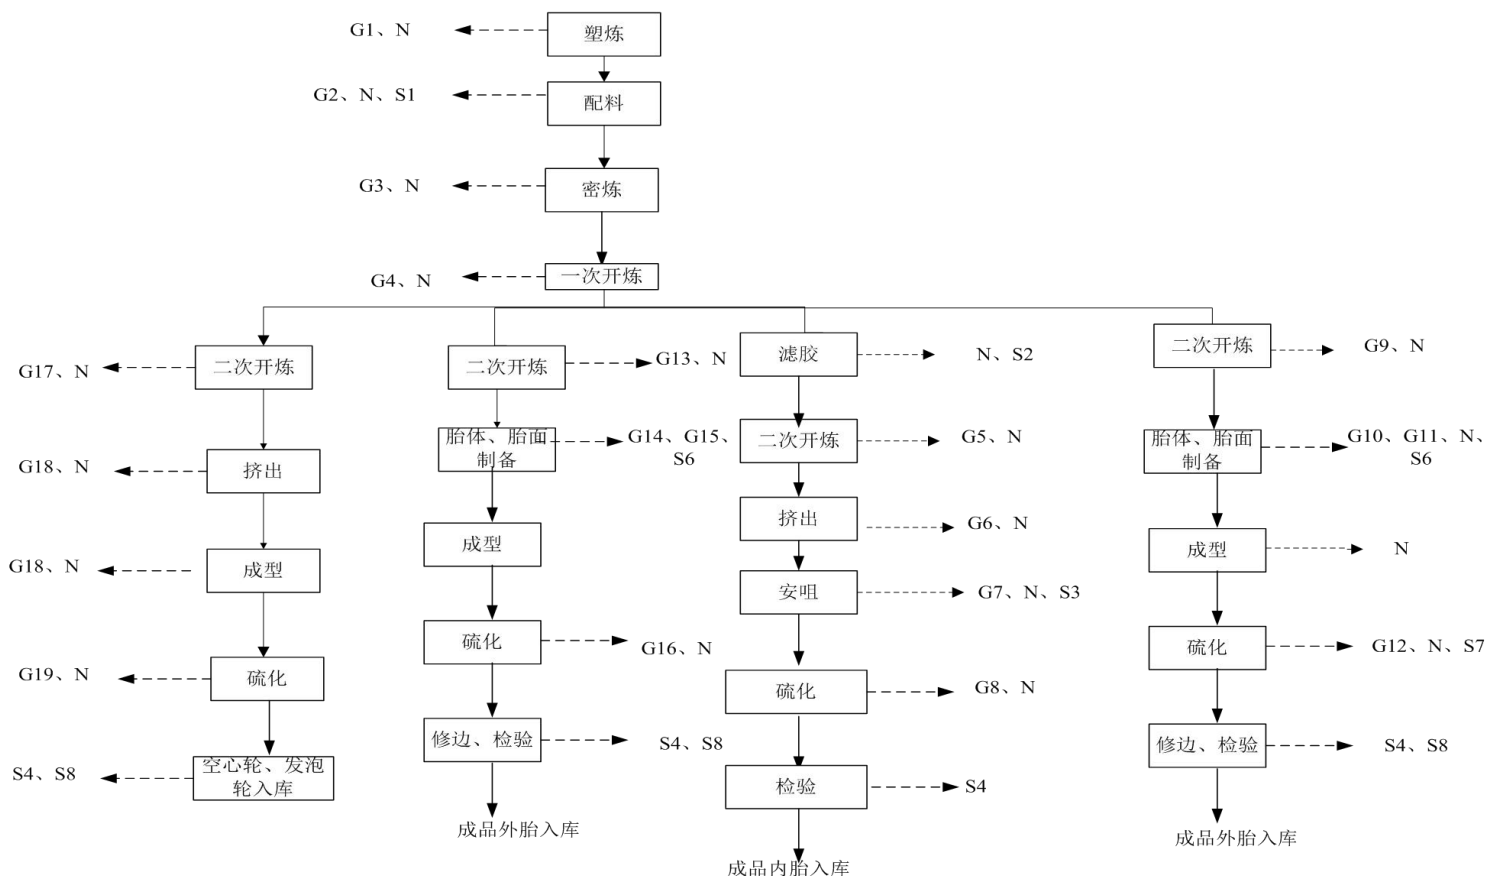 G1、N
塑炼
G2、N、S1
配料
G3、N
密炼
G4、N
一次开炼
G17、N
二次开炼
G18、N
挤出
G18、N
成型
G19、N
硫化
S4、S8
空心轮、发泡
轮入库
二次开炼
G13、N
胎体、胎面
制备
G14、G15、
S6
成型
硫化
G16、N
修边、检验
S4、S8
成品外胎入库
滤胶
N、S2
二次开炼
G5、N
挤出
G6、N
安咀
G7、N、S3
硫化
G8、N
检验
S4
成品内胎入库
二次开炼
G9、N
胎体、胎面
制备
G10、G11、N、
S6
成型
N
硫化
G12、N、S7
修边、检验
S4、S8
成品外胎入库